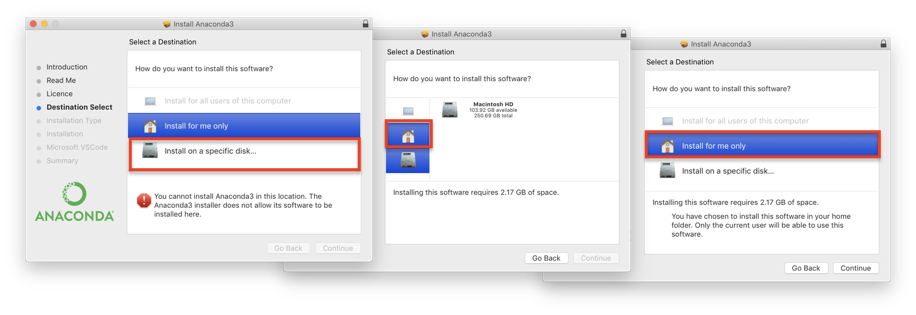 Install Anaconda3
Select a Destination
Introduction
Read Me
Licence
Destination Select
Installation Type
Installation
Microsoft VSCode
Summary
ANACONDA
How do you want to install this software?
Install for all users of this computer
Install for me only
Install on a specific disk...
You cannot install Anaconda3 in this location. The
Anaconda3 installer does not allow its software to be
installed here.
Go Back
Continue
Install Anaconda3
Select a Destination
How do you want to install this software?
Macintosh HD
103.92 GB available
250.69 GB total
Installing this software requires 2.17 GB of space.
Go Back
Continue
Install Anaconda3
Select a Destination
How do you want to install this software?
Install for all users of this computer
Install for me only
Install on a specific disk...
Installing this software requires 2.17 GB of space.
You have chosen to install this software in your home
folder. Only the current user will be able to use this
software.
Go Back
Continue